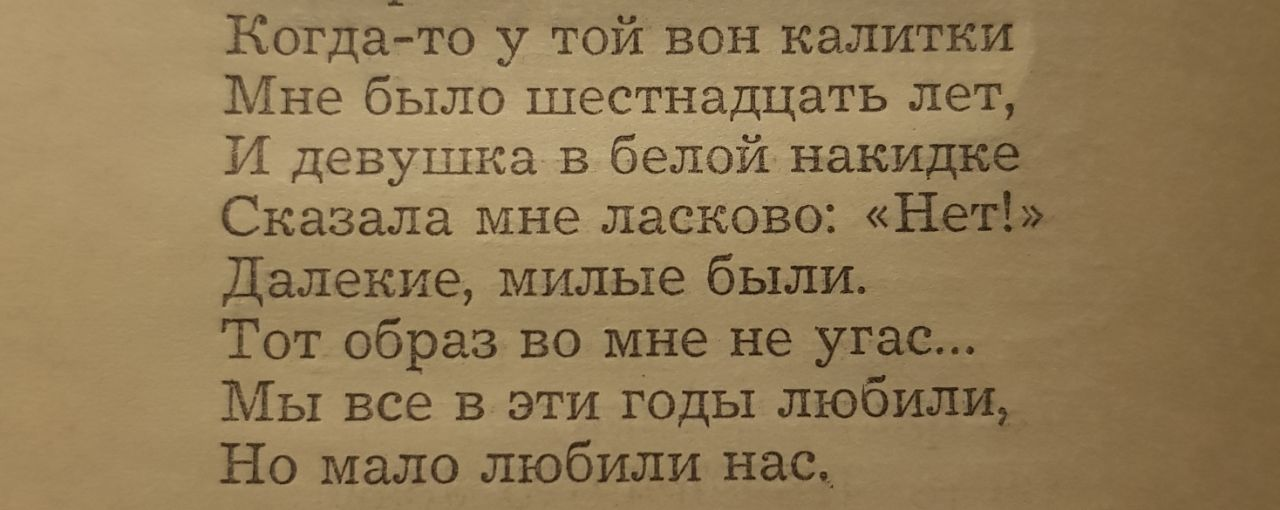 Когда-то у той вон калитки
Мне было шестнадцать лет,
И девушка в белой накидке
Сказала мне ласково: «Нет!»
Далекие, милые были.
Тот образ во мне не угас...
Мы все в эти годы любили,
Но мало любили нас.